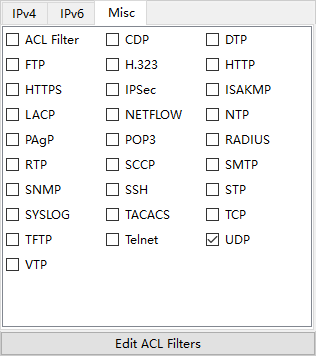 IPv4 IPv6 Misc
ACL Filter CDP DTP
FTP H.323 HTTP
HTTPS IPSec ISAKMP
LACP NETFLOW NTP
PAgP POP3 RADIUS
RTP SCCP SMTP
SNMP SSH STP
SYSLOG TACACS TCP
TFTP Telnet UDP
VTP
Edit ACL Filters